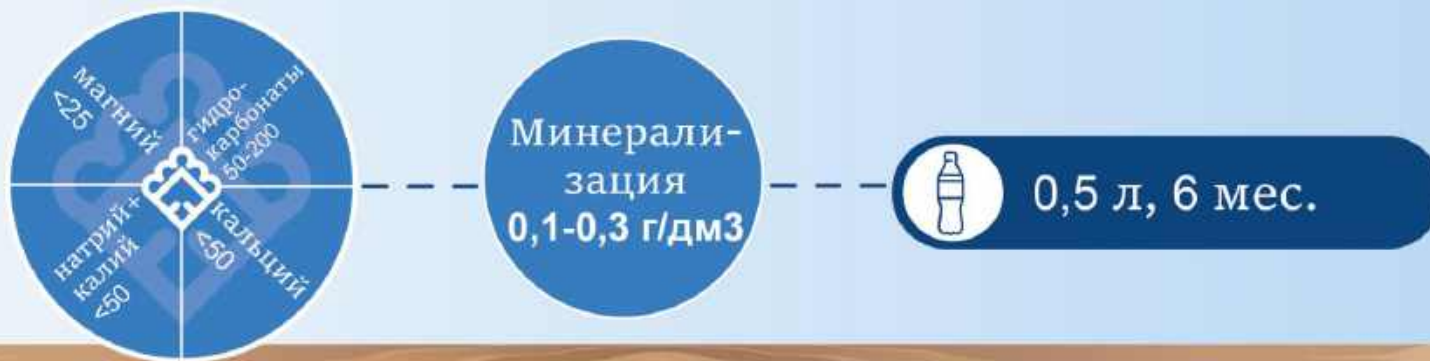 магний
<25
гидро-
карбонаты
50-200
натрий+
калий
<50
кальций
<50
Минерали-
зация
0,1-0,3 г/дм3
0,5 л, 6 мес.